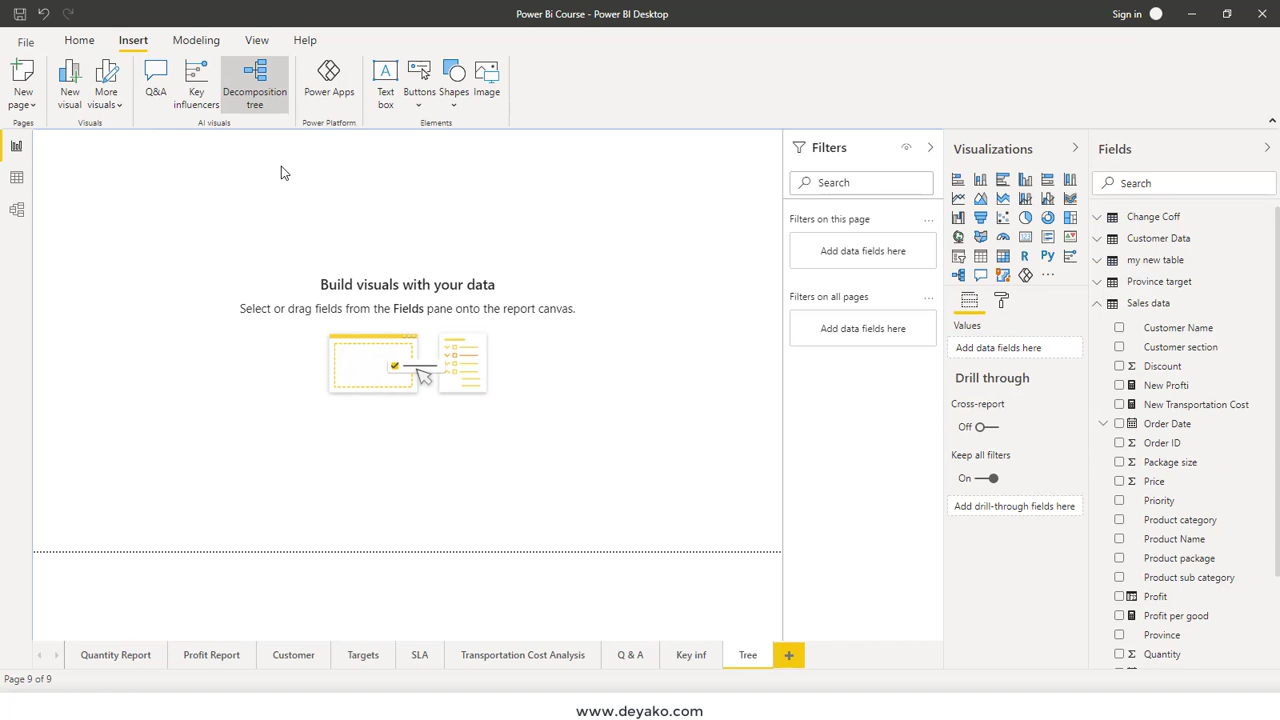 Power Bi Course - Power BI Desktop
Sign in
File
Home
Insert
Modeling
View
Help
New page
New visual
More visuals
Q&A
Key influencers
Decomposition tree
Power Apps
Text box
Buttons
Shapes
Image
Pages
Visuals
AI visuals
Power Platform
Elements
Build visuals with your data
Select or drag fields from the Fields pane onto the report canvas.
Filters
Search
Filters on this page
Add data fields here
Filters on all pages
Add data fields here
Visualizations
R
Py
Values
Add data fields here
Drill through
Cross-report
Off
Keep all filters
On
Add drill-through fields here
Fields
Search
Change Coff
Customer Data
my new table
Province target
Sales data
Customer Name
Customer section
Discount
New Profti
New Transportation Cost
Order Date
Order ID
Package size
Price
Priority
Product category
Product Name
Product package
Product sub category
Profit
Profit per good
Province
Quantity
Quantity Report
Profit Report
Customer
Targets
SLA
Transportation Cost Analysis
Q & A
Key inf
Tree
Page 9 of 9
www.deyako.com